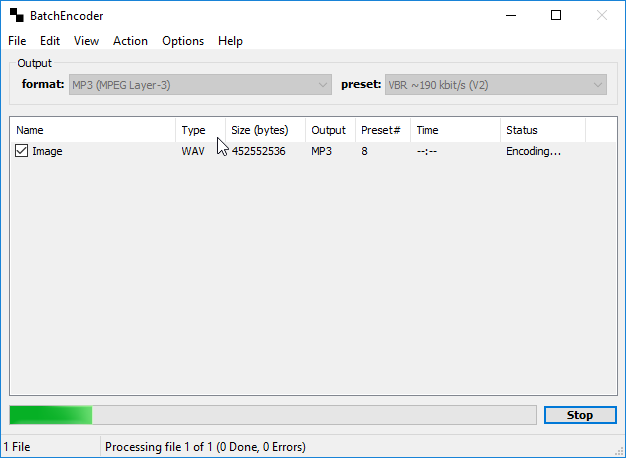 BatchEncoder
File Edit View Action Options Help
Output
format: MP3 (MPEG Layer-3) preset: VBR ~190 kbit/s (V2)
Name Type Size (bytes) Output Preset# Time Status
Image WAV 452552536 MP3 8 --:-- Encoding...
Stop
1 File Processing file 1 of 1 (0 Done, 0 Errors)